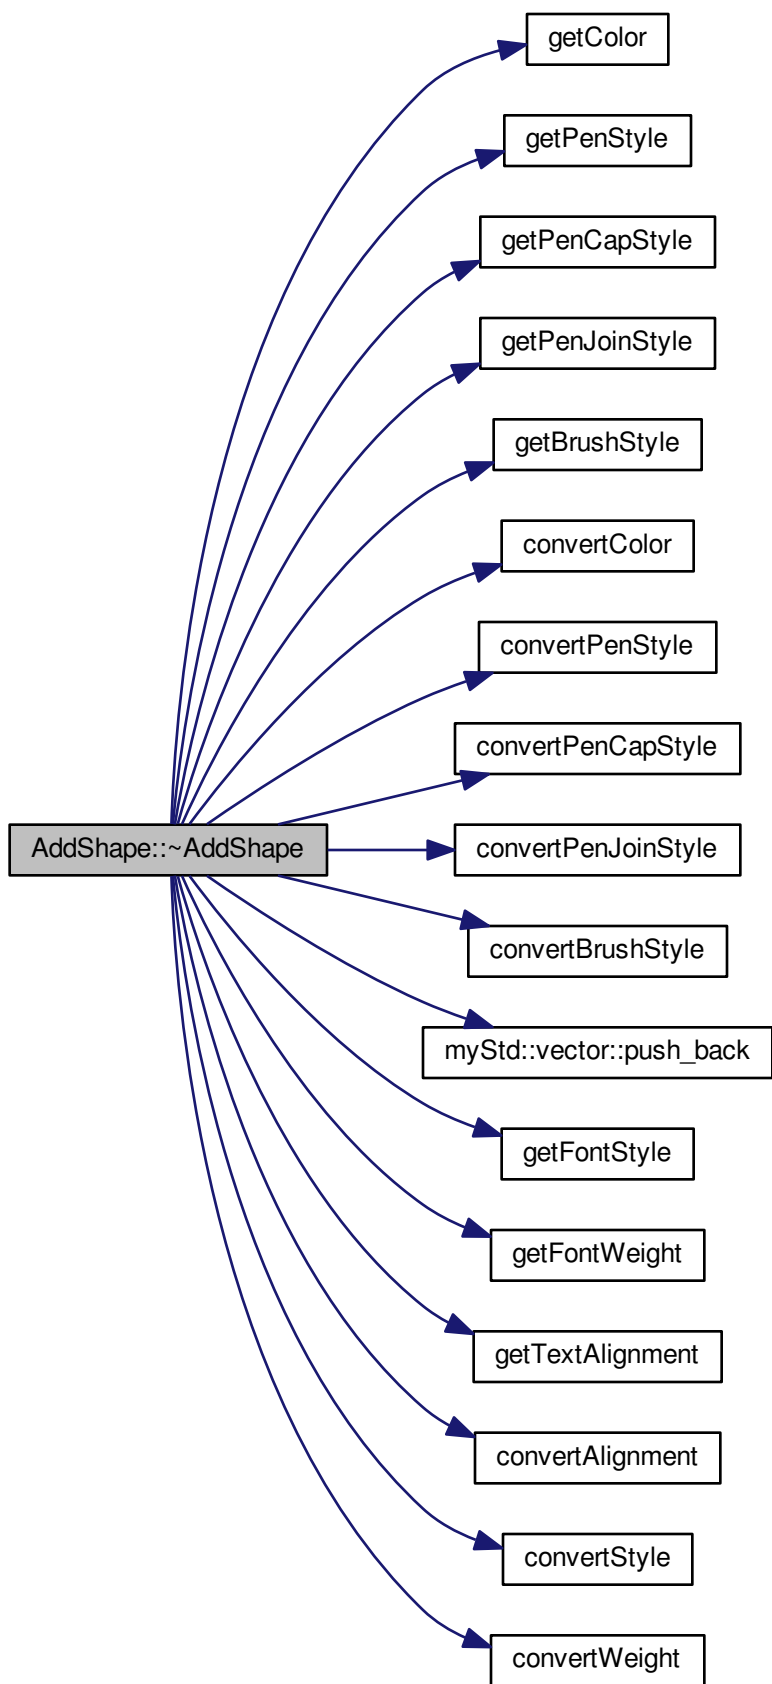 getColor
getPenStyle
getPenCapStyle
getPenJoinStyle
getBrushStyle
convertColor
convertPenStyle
convertPenCapStyle
AddShape::~AddShape
convertPenJoinStyle
convertBrushStyle
myStd::vector::push_back
getFontStyle
getFontWeight
getTextAlignment
convertAlignment
convertStyle
convertWeight